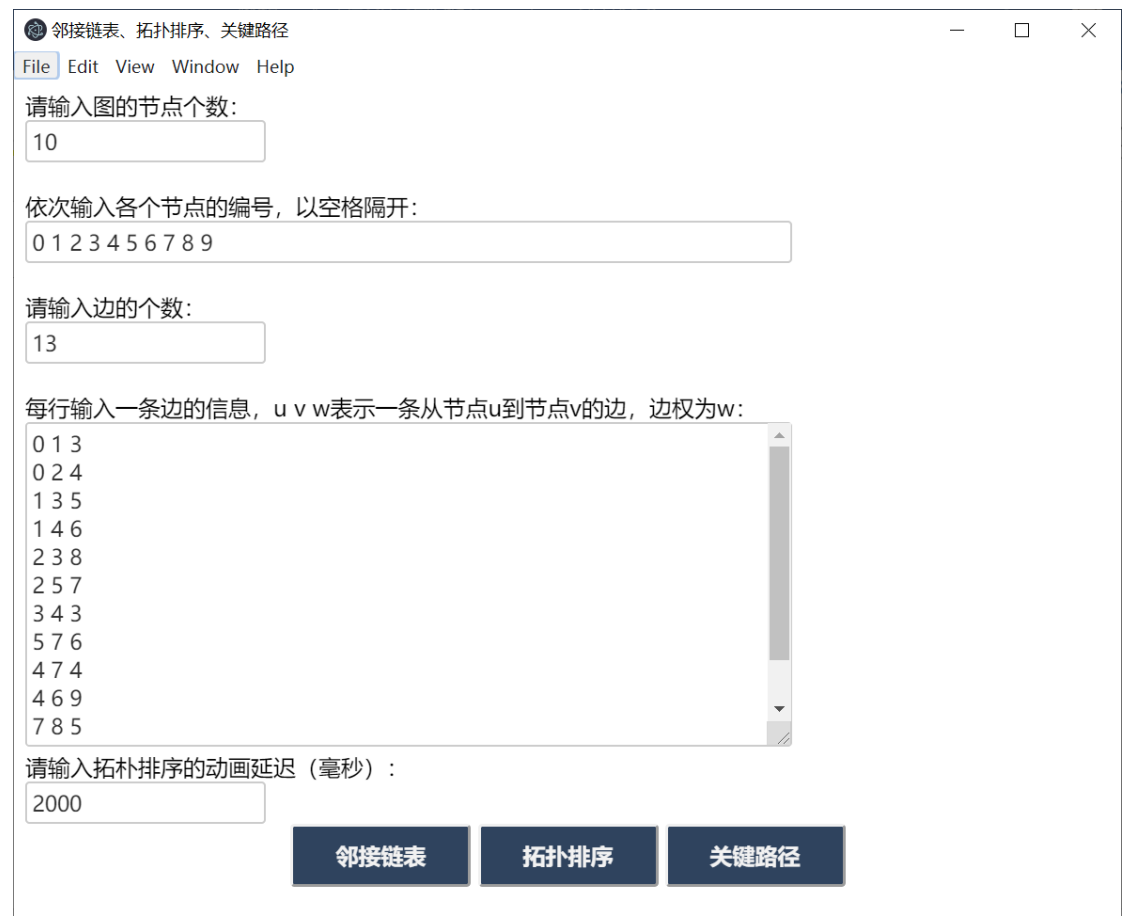 邻接链表、拓扑排序、关键路径
File Edit View Window Help
请输入图的节点个数：
10
依次输入各个节点的编号，以空格隔开：
0 1 2 3 4 5 6 7 8 9
请输入边的个数：
13
每行输入一条边的信息，u v w表示一条从节点u到节点v的边，边权为w：
0 1 3
0 2 4
1 3 5
1 4 6
2 3 8
2 5 7
3 4 3
5 7 6
4 7 4
4 6 9
7 8 5
请输入拓朴排序的动画延迟（毫秒）：
2000
邻接链表 拓扑排序 关键路径